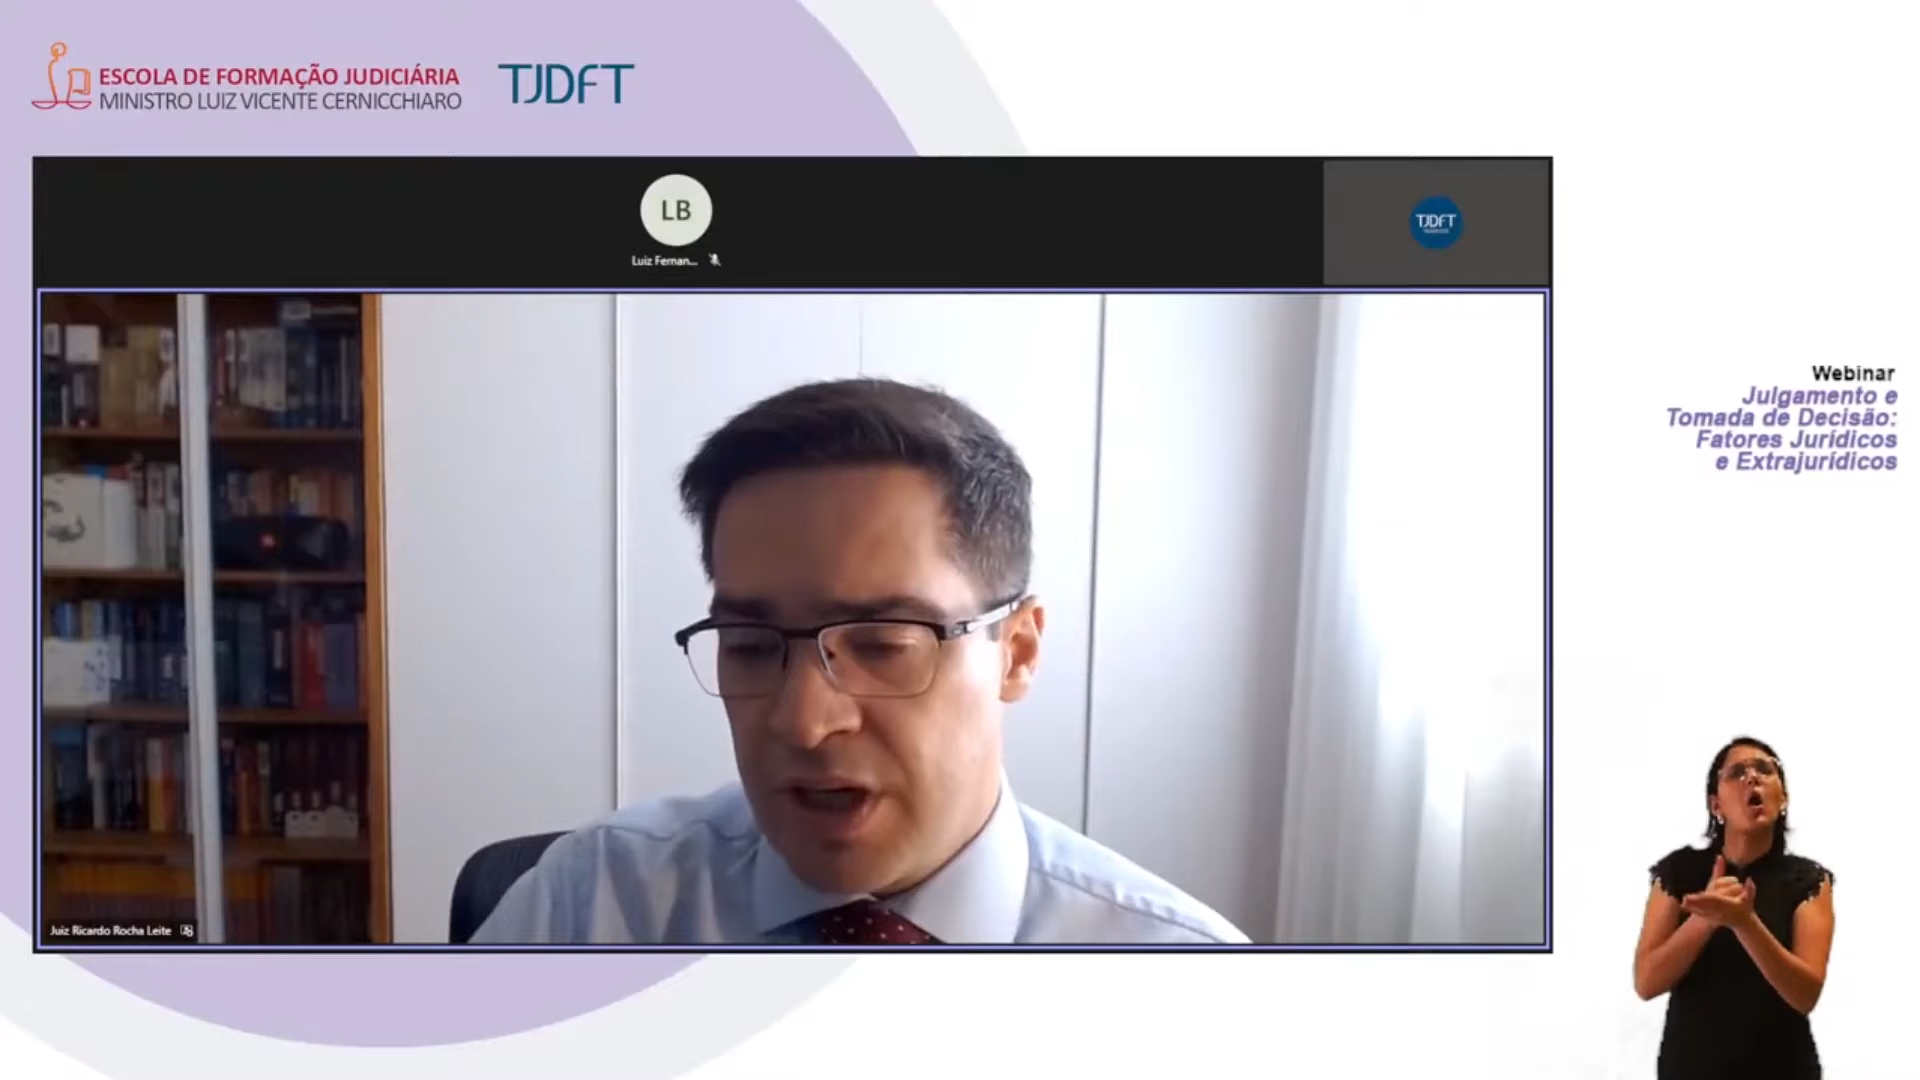 ESCOLA DE FORMAÇÃO JUDICIÁRIA
MINISTRO LUIZ VICENTE CERNICCHIARO
TJDFT
LB
Luiz Fernan...
TJDFT
Webinar
Julgamento e
Tomada de Decisão:
Fatores Jurídicos
e Extrajurídicos
Juiz Ricardo Rocha Leite